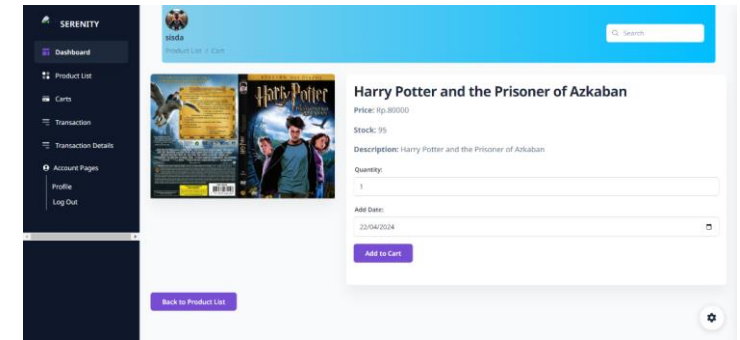 SERENITY
Dashboard
Product List
Carts
Transaction
Transaction Details
Account Pages
Profile
Log Out
sisda
Product List // Cart
Search
Harry Potter
Harry Potter and the Prisoner of Azkaban
Price: Rp.80000
Stock: 95
Description: Harry Potter and the Prisoner of Azkaban
Quantity:
1
Add Date:
22/04/2024
Add to Cart
Back to Product List